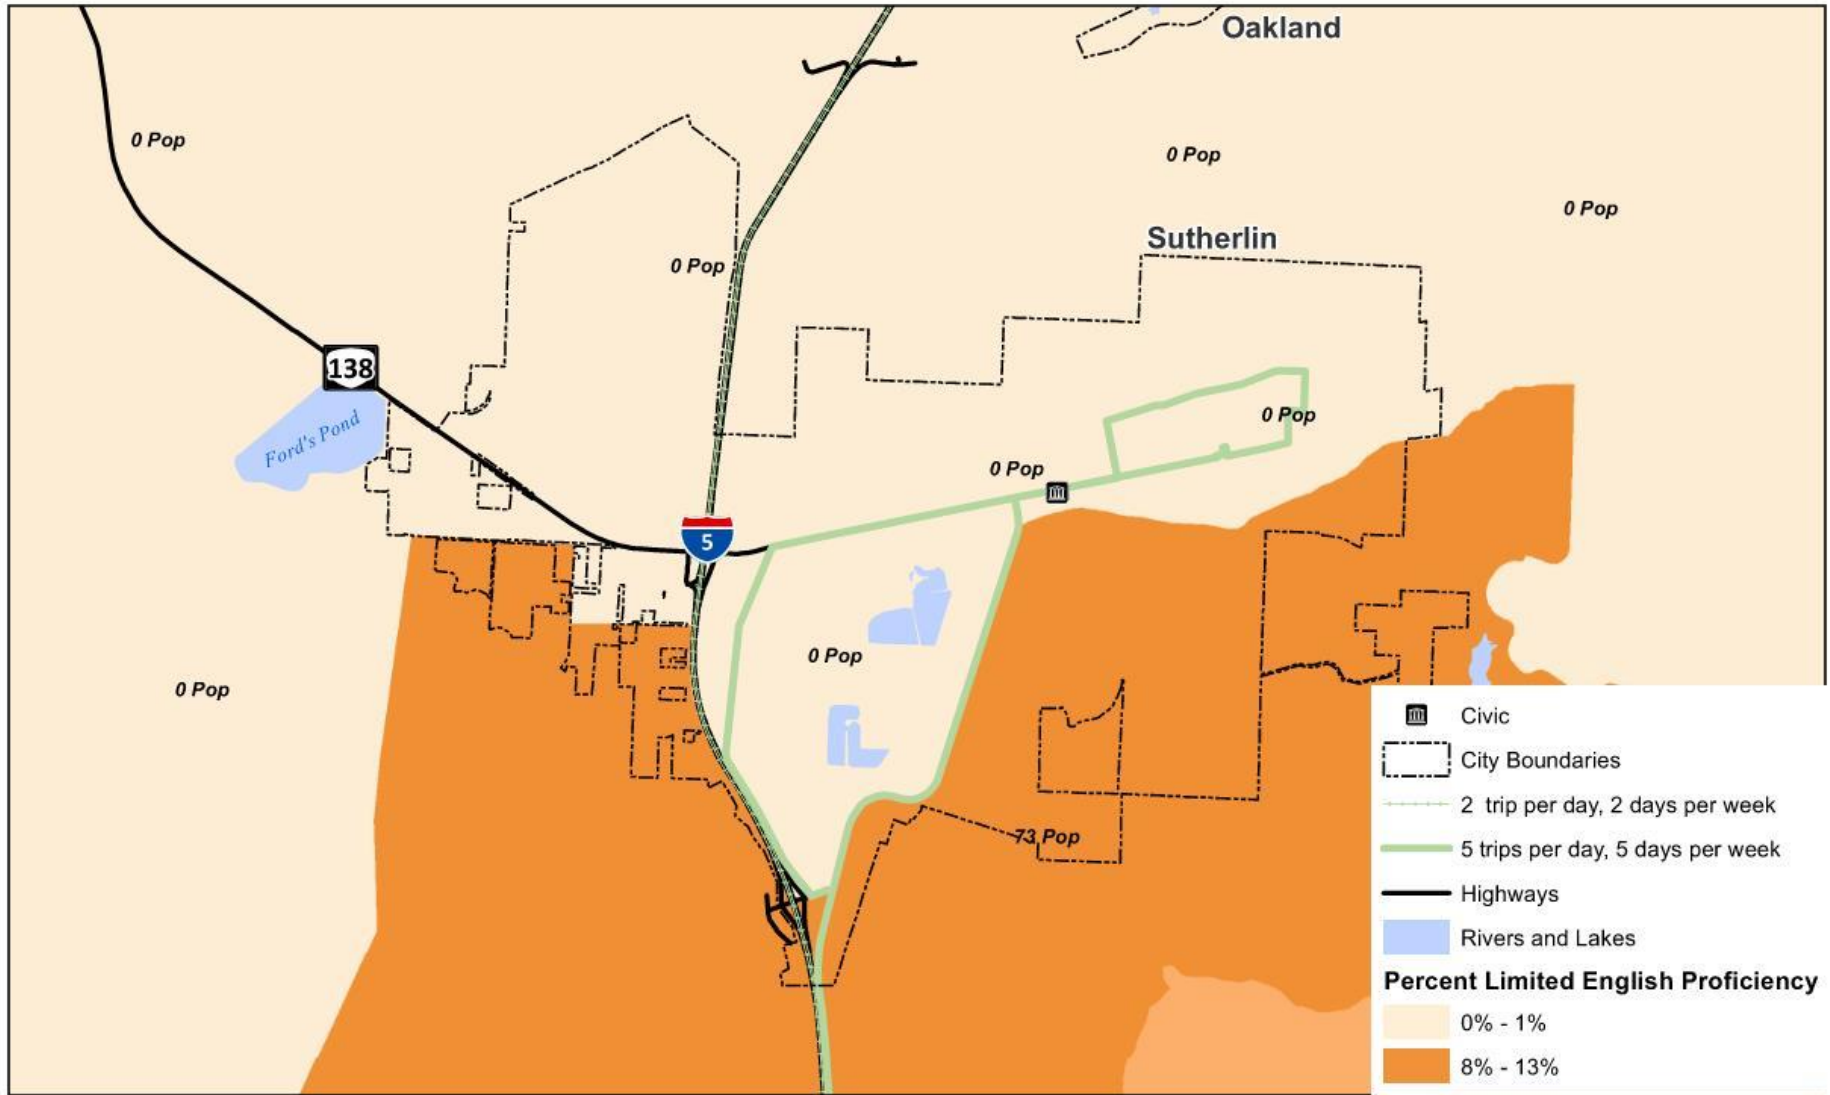 Oakland
0 Pop
0 Pop
0 Pop
Sutherlin
0 Pop
138
Ford's Pond
0 Pop
0 Pop
5
0 Pop
0 Pop
73 Pop
Civic
City Boundaries
2 trip per day, 2 days per week
5 trips per day, 5 days per week
Highways
Rivers and Lakes
Percent Limited English Proficiency
0% - 1%
8% - 13%